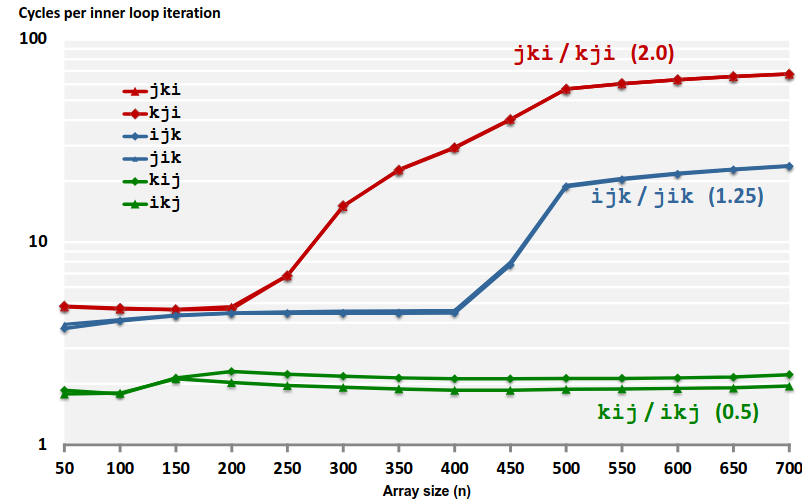 Cycles per inner loop iteration
100
jki / kji (2.0)
jki
kji
ijk
jik
kij
ikj
ijk / jik (1.25)
10
kij / ikj (0.5)
1
50 100 150 200 250 300 350 400 450 500 550 600 650 700
Array size (n)